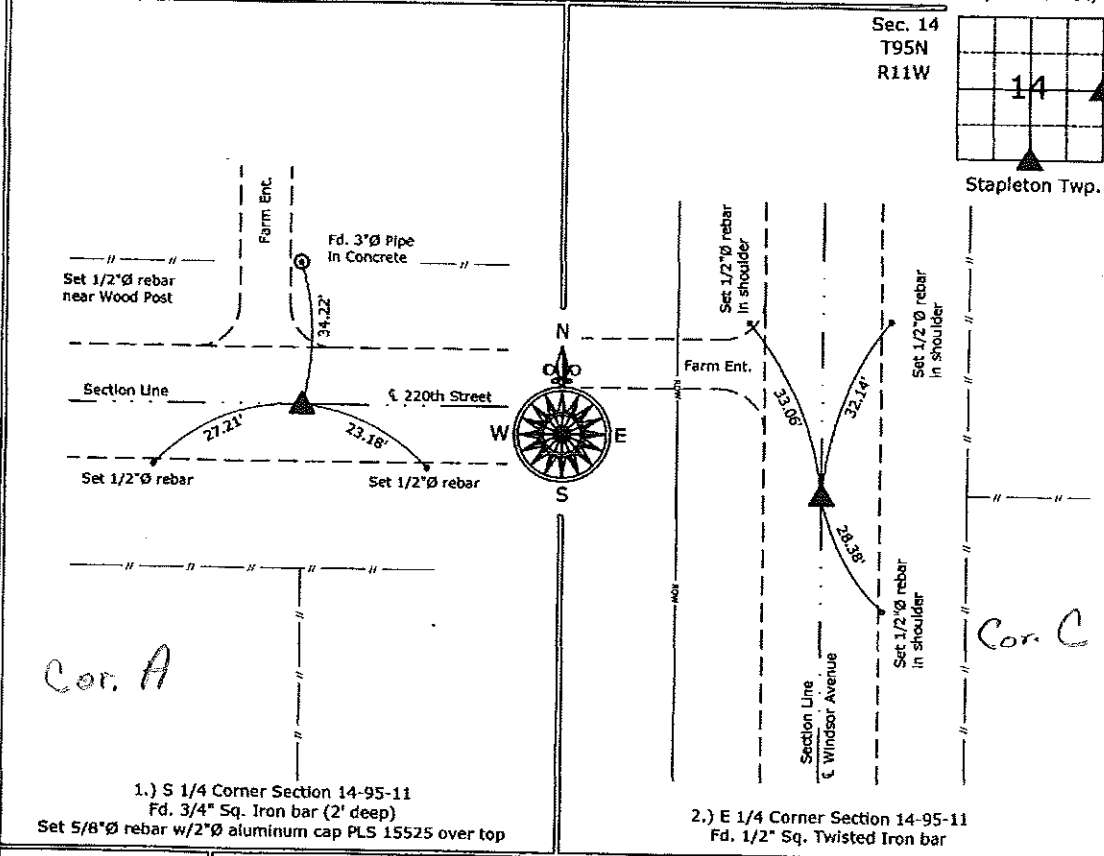 Sec. 14
T95N
R11W
14
Stapleton Twp.
Farm Ent.
Fd. 3"Ø Pipe
In Concrete
Set 1/2"Ø rebar
near Wood Post
34.22'
Section Line
℄ 220th Street
27.21'
23.18'
Set 1/2"Ø rebar
Set 1/2"Ø rebar
Cor. A
1.) S 1/4 Corner Section 14-95-11
Fd. 3/4" Sq. Iron bar (2' deep)
Set 5/8"Ø rebar w/2"Ø aluminum cap PLS 15525 over top
N
W
E
S
Set 1/2"Ø rebar
in shoulder
Set 1/2"Ø rebar
in shoulder
Farm Ent.
ROW
33.06'
32.14'
28.38'
ROW
Set 1/2"Ø rebar
in shoulder
Section Line
℄ Windsor Avenue
Cor. C
2.) E 1/4 Corner Section 14-95-11
Fd. 1/2" Sq. Twisted Iron bar